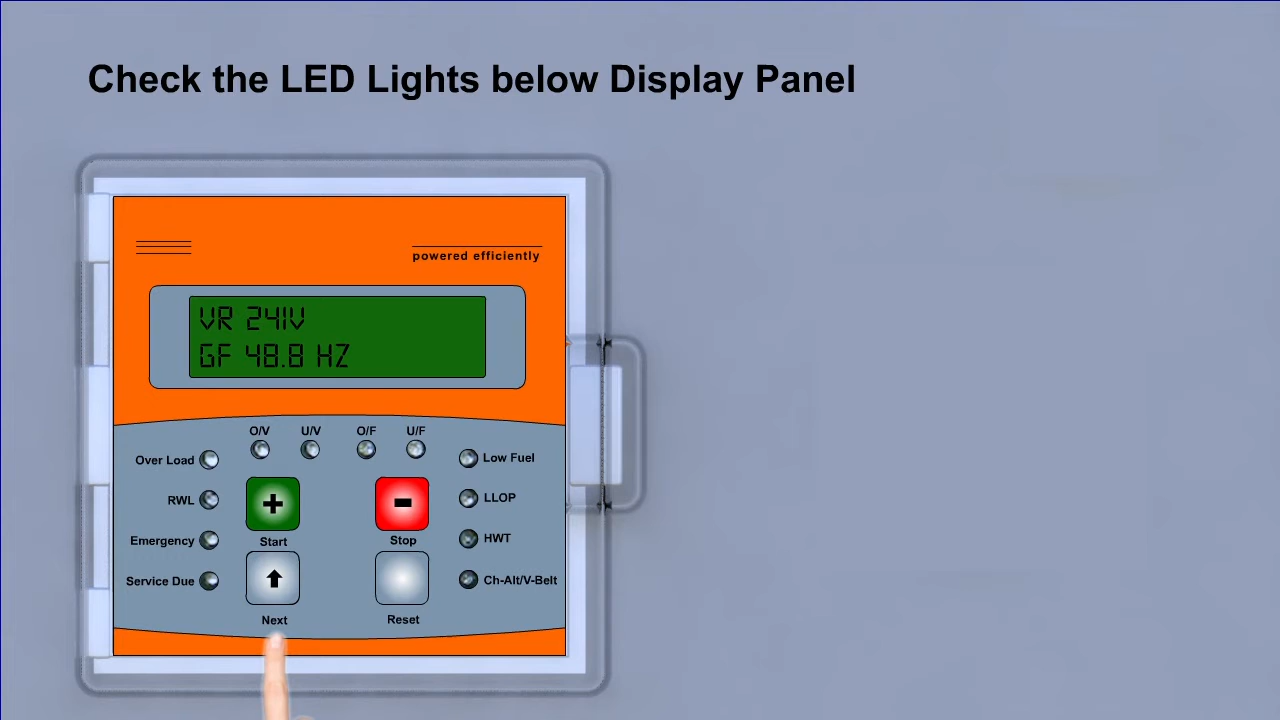 Check the LED Lights below Display Panel
powered efficiently
VR 241V
GF 48.8 HZ
O/V U/V O/F U/F
Over Load
Low Fuel
RWL
LLOP
Emergency
HWT
Service Due
Ch-Alt/V-Belt
+
-
Start
Stop
Next
Reset